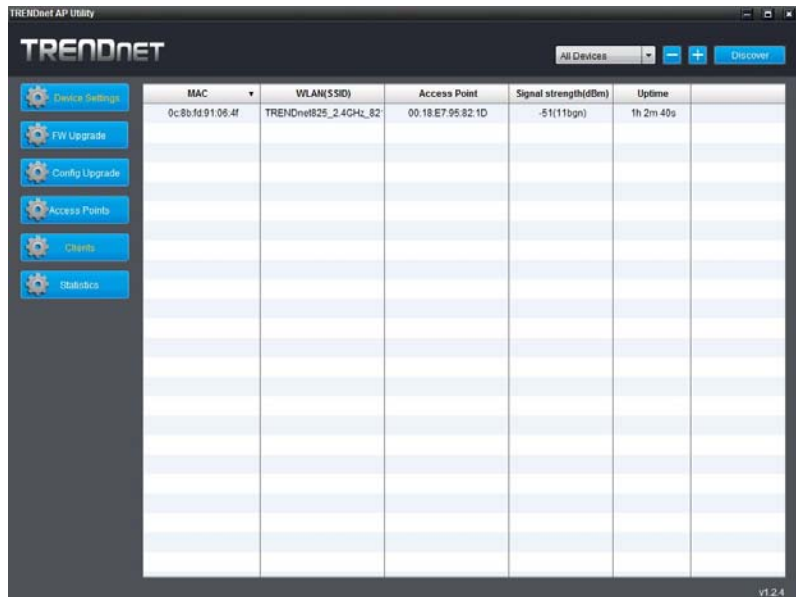 TRENDnet AP Utility
TRENDNET
All Devices
Discover
Device Settings
FW Upgrade
Config Upgrade
Access Points
Clients
Statistics
MAC WLAN(SSID) Access Point Signal strength(dBm) Uptime
0c:8b:fd:91:06:4f TRENDnet825_2.4GHz_82 00:18:E7:95:82:1D -51(11bgn) 1h 2m 40s
v1.2.4